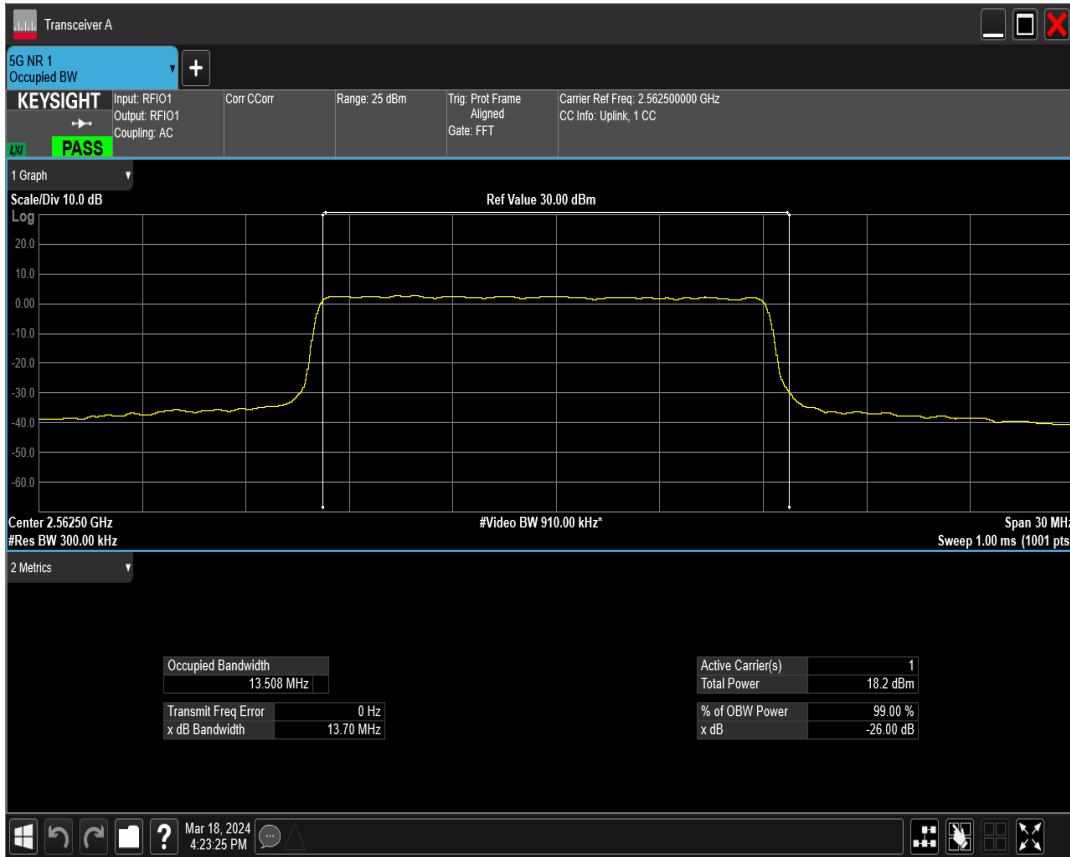 Transceiver A
5G NR 1
Occupied BW
KEYSIGHT
LXI
PASS
Input: RFIO1
Output: RFIO1
Coupling: AC
Corr CCorr
Range: 25 dBm
Trig: Prot Frame
Aligned
Gate: FFT
Carrier Ref Freq: 2.562500000 GHz
CC Info: Uplink, 1 CC
1 Graph
Scale/Div 10.0 dB
Ref Value 30.00 dBm
Log
20.0
10.0
0.00
-10.0
-20.0
-30.0
-40.0
-50.0
-60.0
Center 2.56250 GHz
#Video BW 910.00 kHz*
Span 30 MHz
#Res BW 300.00 kHz
Sweep 1.00 ms (1001 pts
2 Metrics
Occupied Bandwidth
13.508 MHz
Transmit Freq Error 0 Hz
x dB Bandwidth 13.70 MHz
Active Carrier(s) 1
Total Power 18.2 dBm
% of OBW Power 99.00 %
x dB -26.00 dB
?
Mar 18, 2024
4:23:25 PM